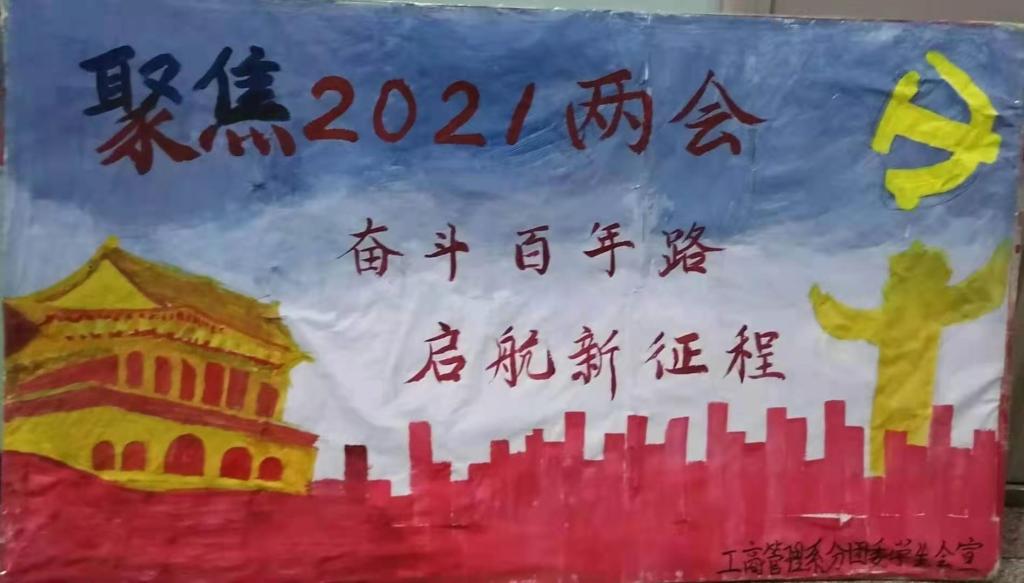 聚焦2021两会
奋斗百年路
启航新征程
工商管理系分团委学生会宣